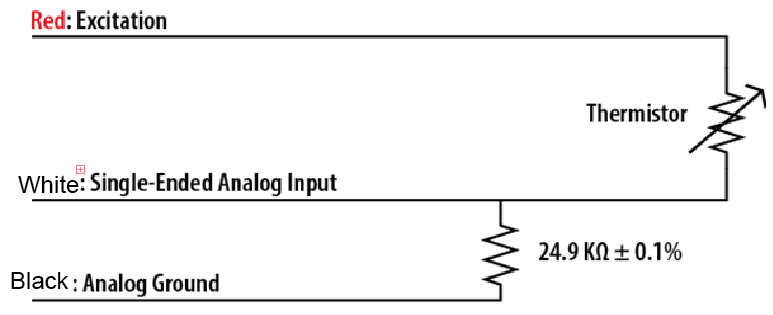 Red: Excitation
Thermistor
White: Single-Ended Analog Input
24.9 KΩ ± 0.1%
Black : Analog Ground